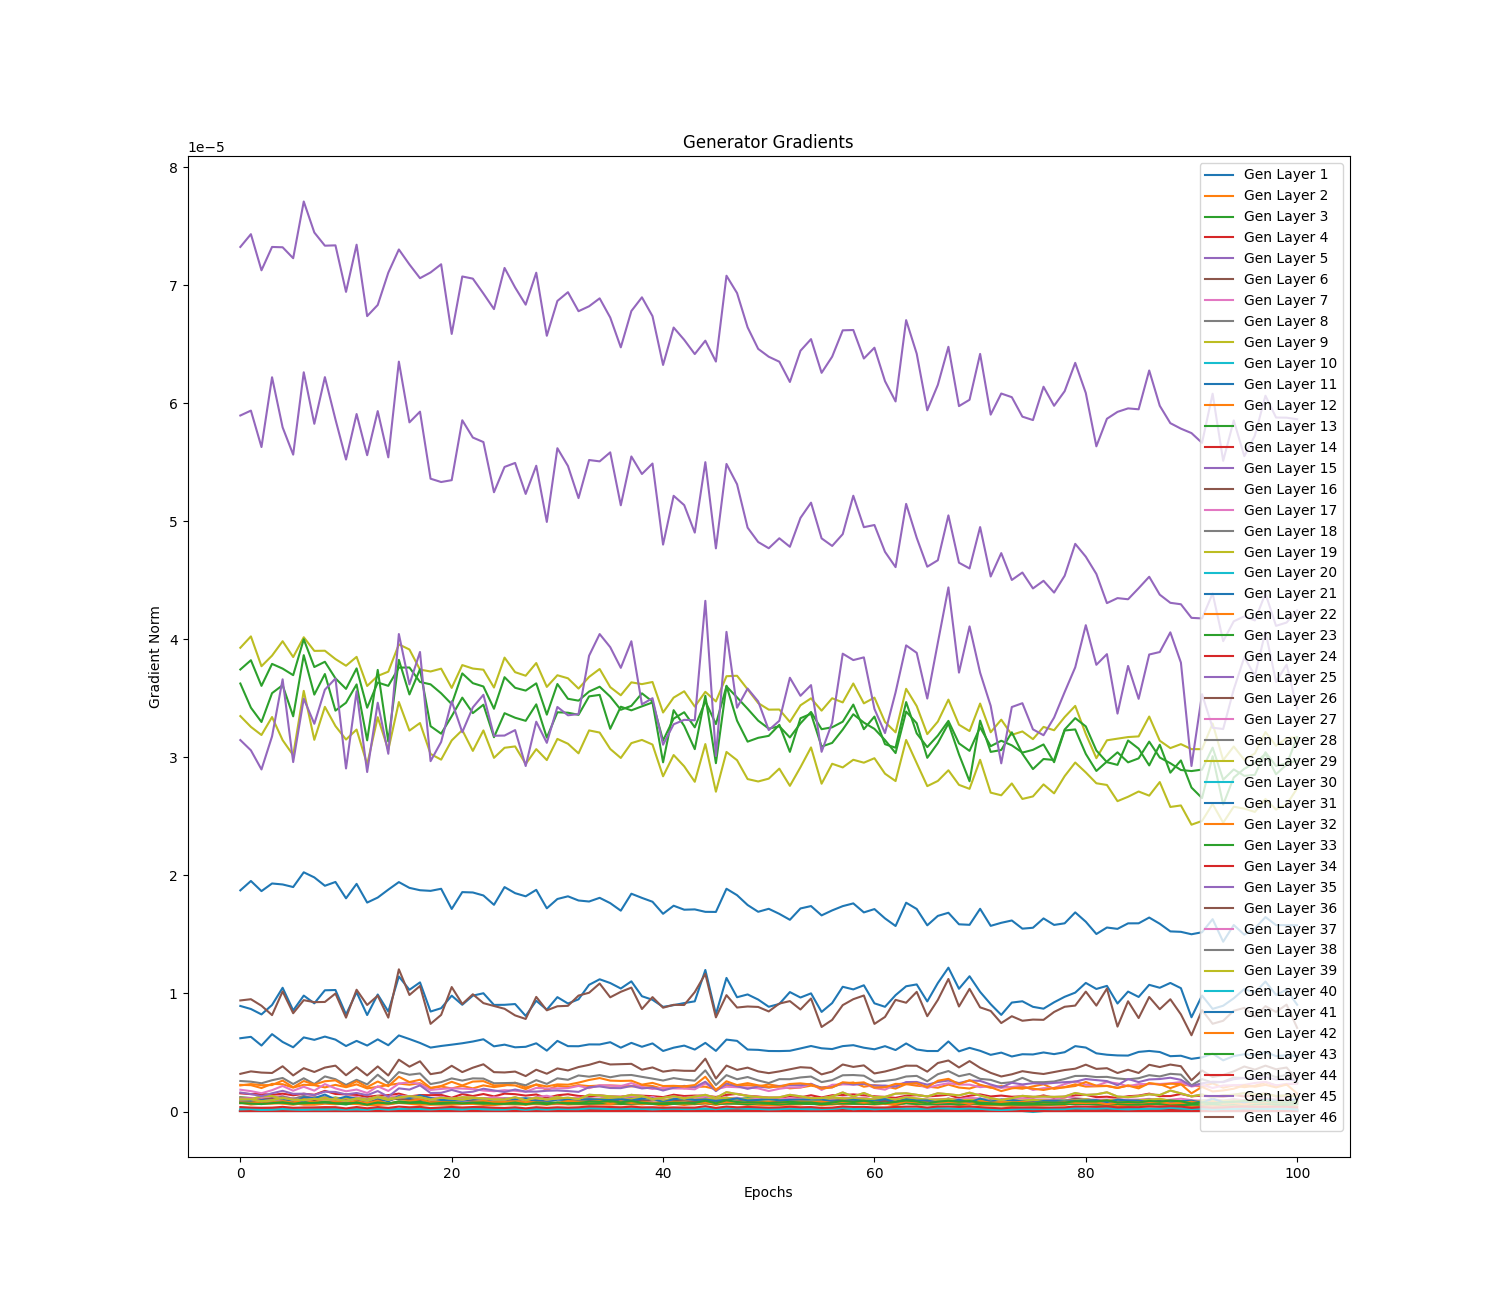 Generator Gradients
1e−5
8
7
6
5
4
3
2
1
0
Gradient Norm
0 20 40 60 80 100
Epochs
Gen Layer 1
Gen Layer 2
Gen Layer 3
Gen Layer 4
Gen Layer 5
Gen Layer 6
Gen Layer 7
Gen Layer 8
Gen Layer 9
Gen Layer 10
Gen Layer 11
Gen Layer 12
Gen Layer 13
Gen Layer 14
Gen Layer 15
Gen Layer 16
Gen Layer 17
Gen Layer 18
Gen Layer 19
Gen Layer 20
Gen Layer 21
Gen Layer 22
Gen Layer 23
Gen Layer 24
Gen Layer 25
Gen Layer 26
Gen Layer 27
Gen Layer 28
Gen Layer 29
Gen Layer 30
Gen Layer 31
Gen Layer 32
Gen Layer 33
Gen Layer 34
Gen Layer 35
Gen Layer 36
Gen Layer 37
Gen Layer 38
Gen Layer 39
Gen Layer 40
Gen Layer 41
Gen Layer 42
Gen Layer 43
Gen Layer 44
Gen Layer 45
Gen Layer 46